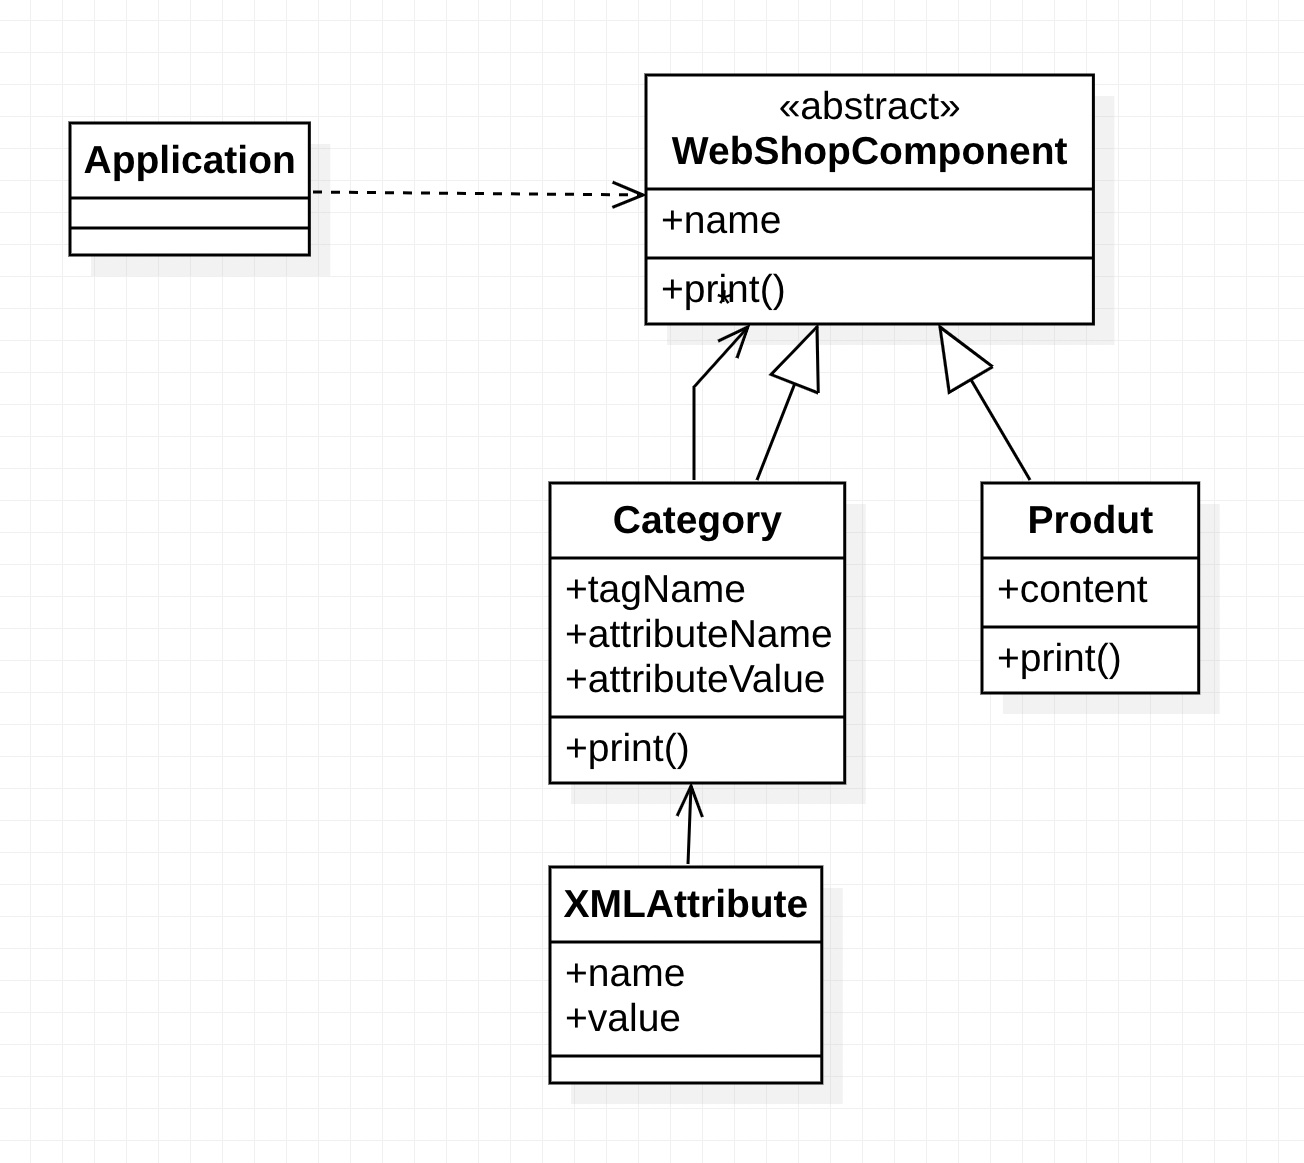 Application
«abstract»
WebShopComponent
+name
+print()
*
Category
+tagName
+attributeName
+attributeValue
+print()
Produt
+content
+print()
XMLAttribute
+name
+value